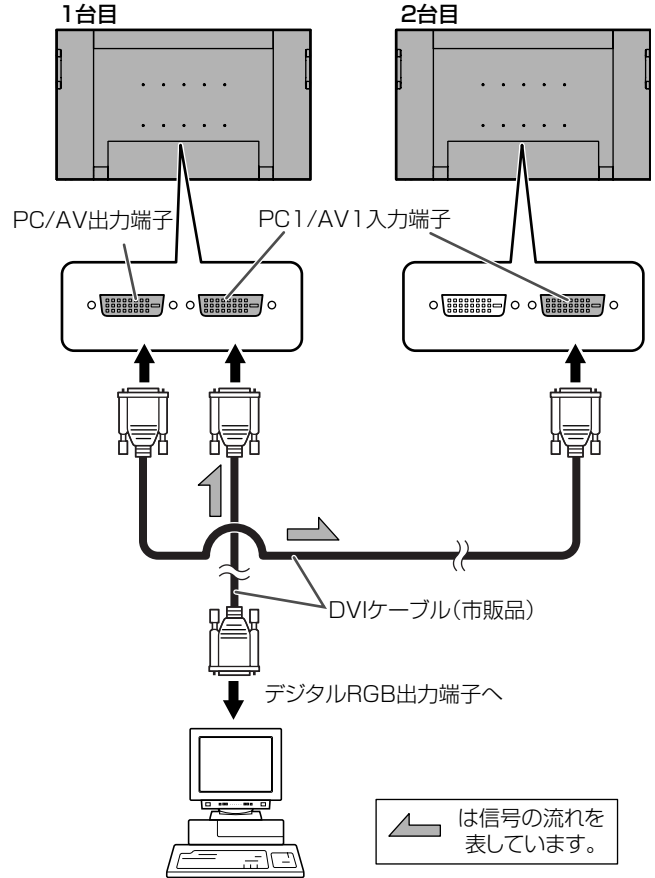 1台目
2台目
PC/AV出力端子
PC1/AV1入力端子
DVIケーブル(市販品)
デジタルRGB出力端子へ
は信号の流れを
表しています。